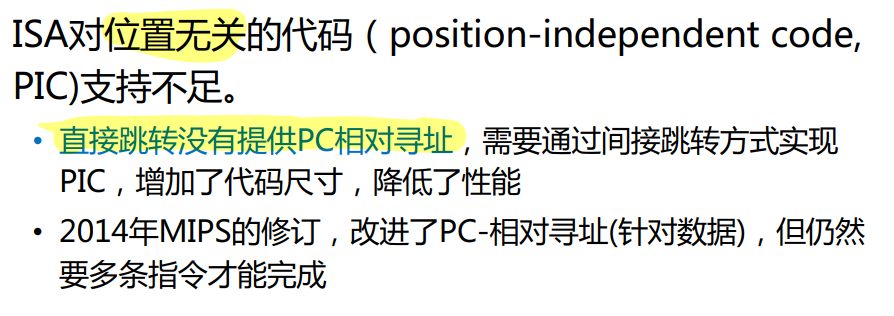 ISA对位置无关的代码（position-independent code,
PIC)支持不足。
• 直接跳转没有提供PC相对寻址，需要通过间接跳转方式实现
PIC，增加了代码尺寸，降低了性能
• 2014年MIPS的修订，改进了PC-相对寻址(针对数据)，但仍然
要多条指令才能完成